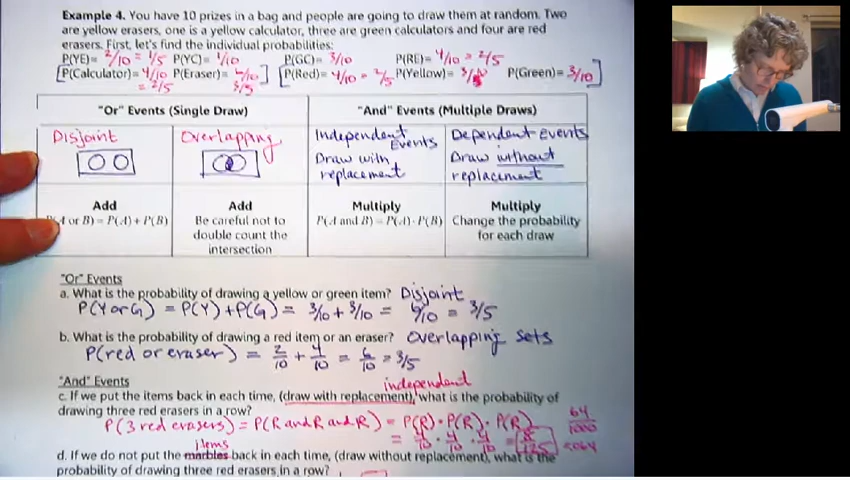 Example 4. You have 10 prizes in a bag and people are going to draw them at random. Two
are yellow erasers, one is a yellow calculator, three are green calculators and four are red
erasers. First, let's find the individual probabilities:
P(YE)= 2/10 = 1/5 P(YC)= 1/10 P(GC)= 3/10 P(RE)= 4/10 = 2/5
P(Calculator)= 4/10 = 2/5 P(Eraser)= 6/10 3/5 P(Red)= 4/10 = 2/5 P(Yellow)= 3/10 P(Green)= 3/10
"Or" Events (Single Draw) "And" Events (Multiple Draws)
Disjoint Overlapping Independent Events Dependent Events
Draw with replacement Draw without replacement
Add Add Multiply Multiply
P(A or B) = P(A) + P(B) Be careful not to double count the intersection P(A and B) = P(A) · P(B) Change the probability for each draw
"Or" Events
a. What is the probability of drawing a yellow or green item? Disjoint
P(Y or G) = P(Y) + P(G) = 3/10 + 3/10 = 6/10 = 3/5
b. What is the probability of drawing a red item or an eraser? Overlapping sets
P(red or eraser) = 2/10 + 4/10 = 6/10 = 3/5
"And" Events
independent
c. If we put the items back in each time, (draw with replacement), what is the probability of
drawing three red erasers in a row?
P(3 red erasers) = P(R and R and R) = P(R) · P(R) · P(R) 64/1000
= 4/10 · 4/10 · 4/10 = 8/125 =.064
items
d. If we do not put the marbles back in each time, (draw without replacement), what is the
probability of drawing three red erasers in a row?